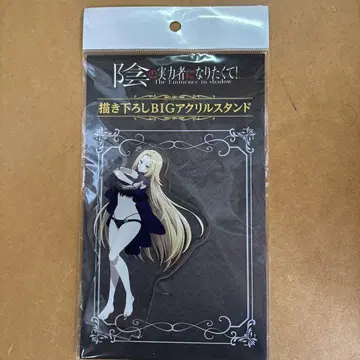 陰の実力者になりたくて!
The Eminence in Shadow
描き下ろしBIGアクリルスタンド